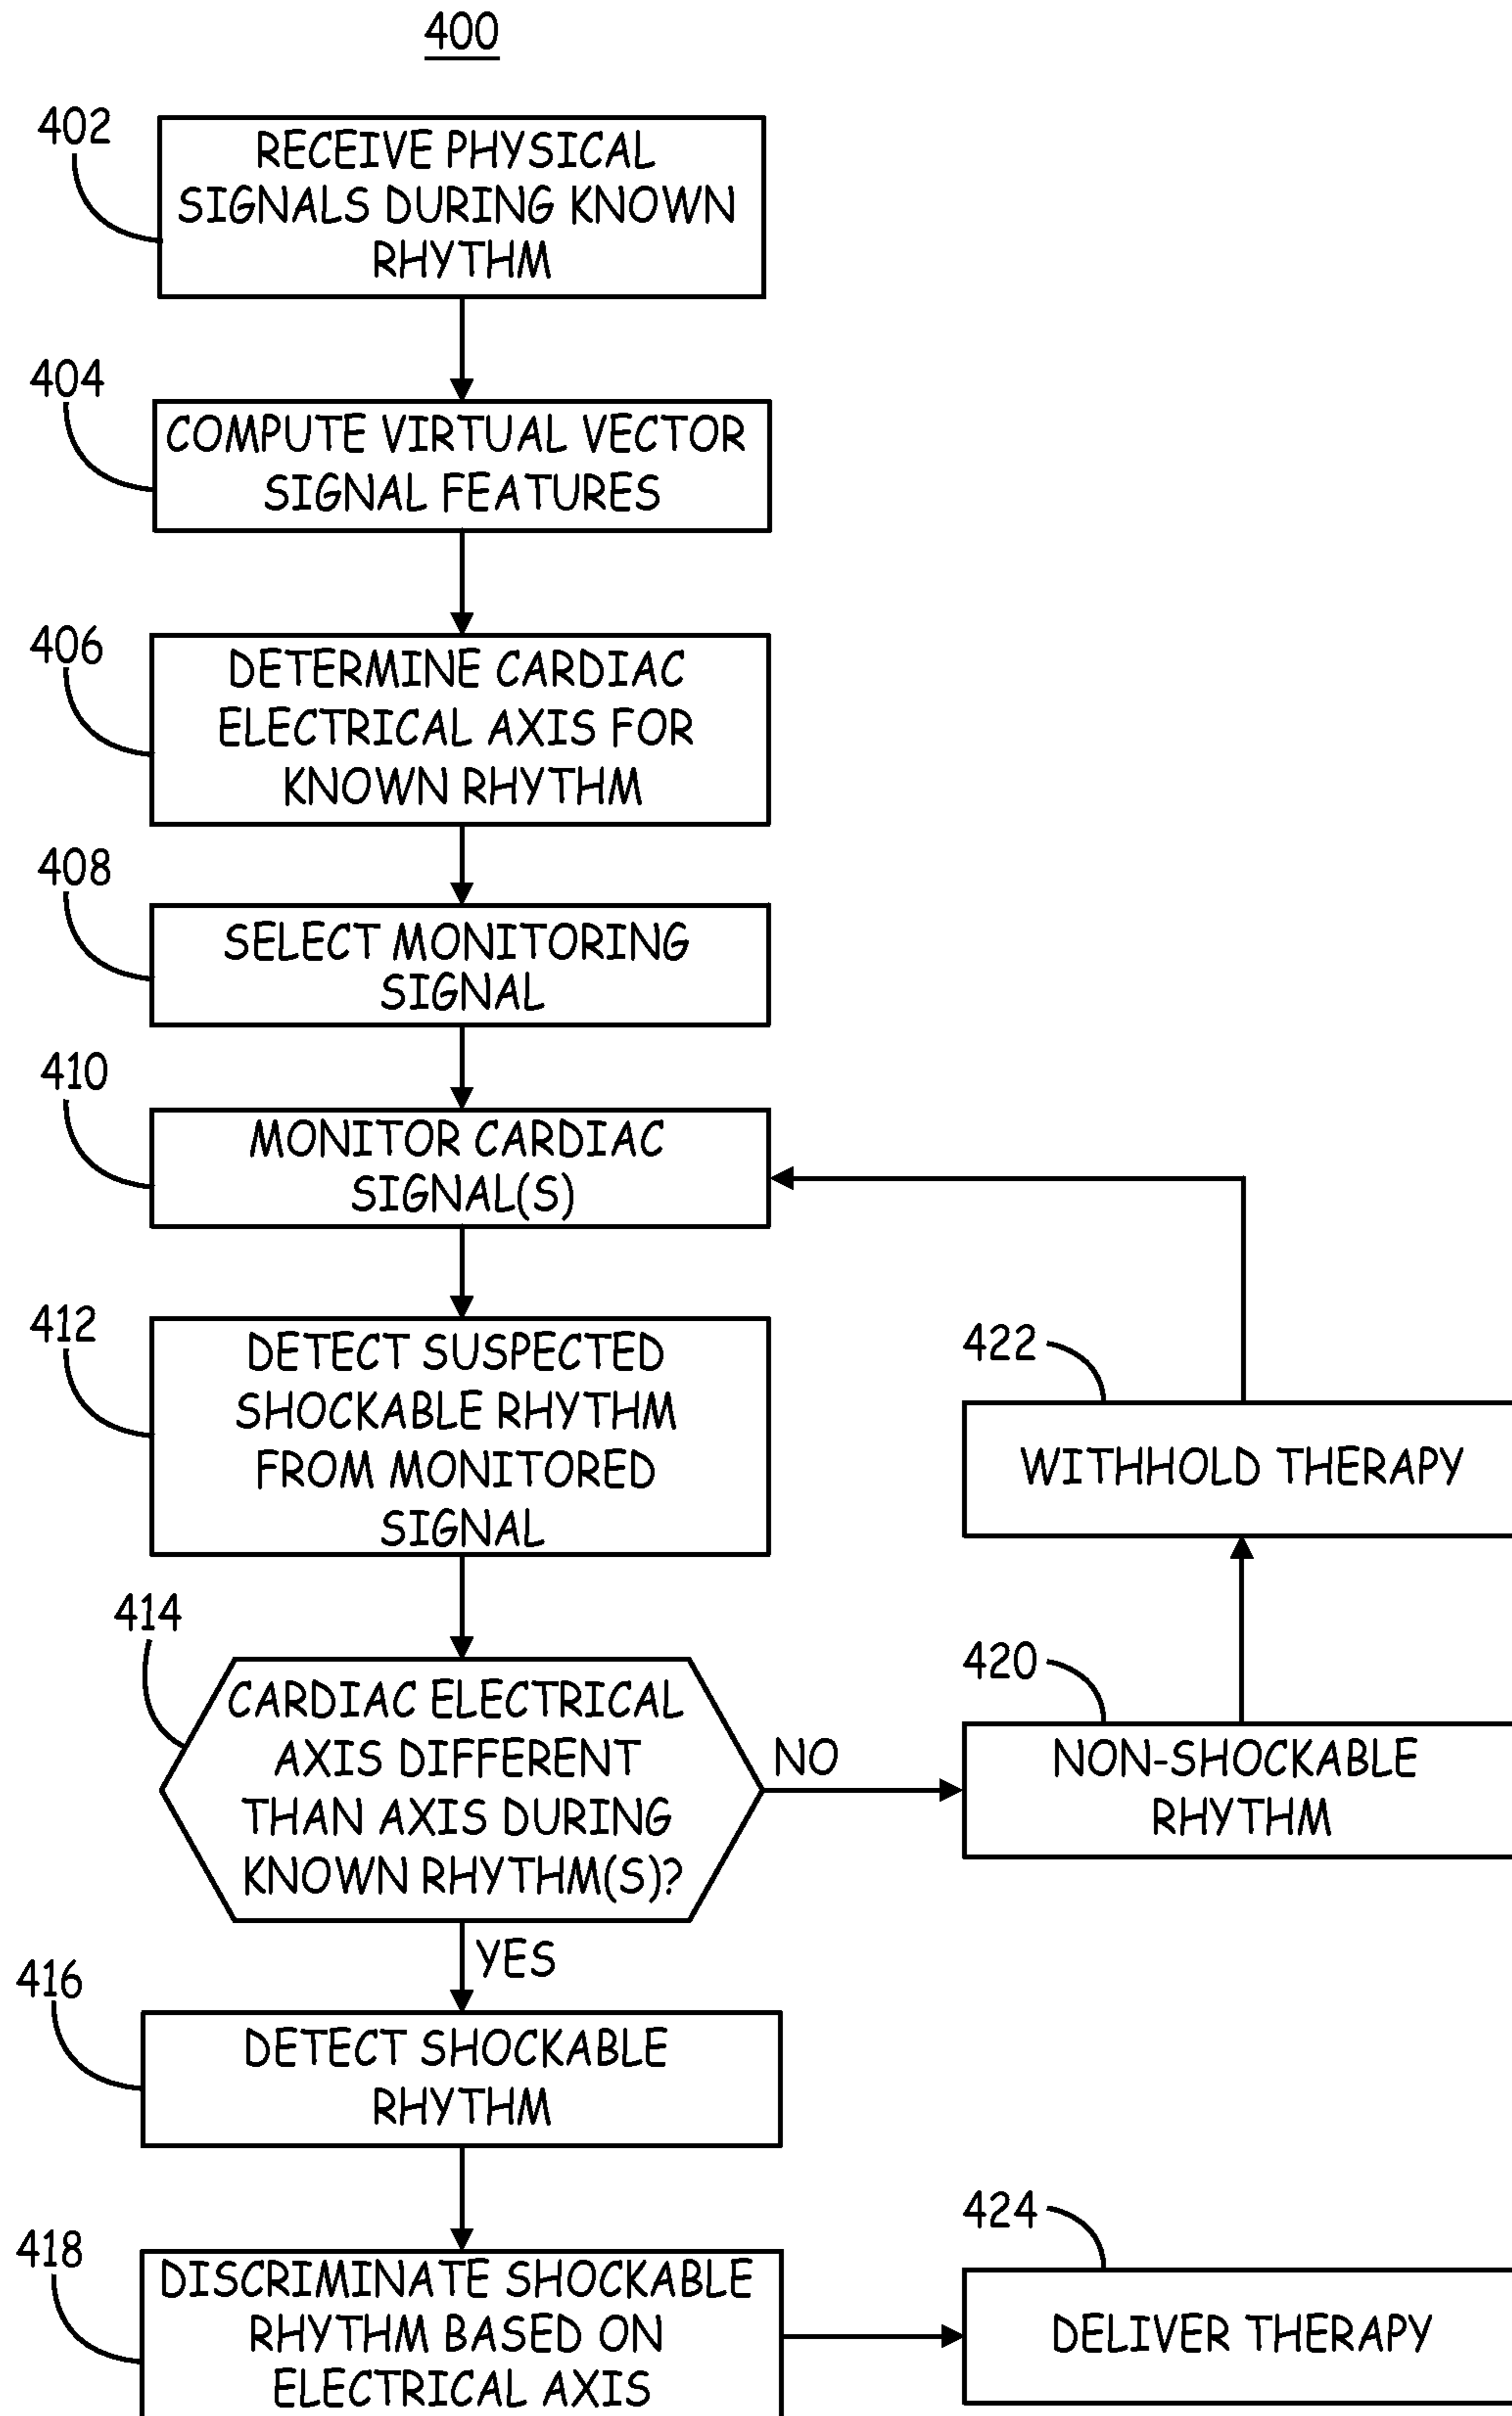 400
402
RECEIVE PHYSICAL
SIGNALS DURING KNOWN
RHYTHM
404
COMPUTE VIRTUAL VECTOR
SIGNAL FEATURES
406
DETERMINE CARDIAC
ELECTRICAL AXIS FOR
KNOWN RHYTHM
408
SELECT MONITORING
SIGNAL
410
MONITOR CARDIAC
SIGNAL(S)
412
DETECT SUSPECTED
SHOCKABLE RHYTHM
FROM MONITORED
SIGNAL
422
WITHHOLD THERAPY
414
CARDIAC ELECTRICAL
AXIS DIFFERENT
THAN AXIS DURING
KNOWN RHYTHM(S)?
NO
420
NON-SHOCKABLE
RHYTHM
YES
416
DETECT SHOCKABLE
RHYTHM
418
DISCRIMINATE SHOCKABLE
RHYTHM BASED ON
ELECTRICAL AXIS
424
DELIVER THERAPY